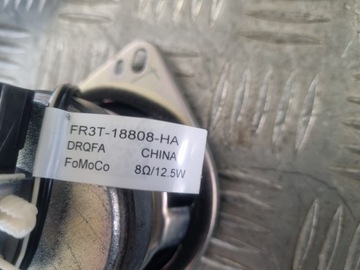 FR3T-18808-HA
DRQFA CHINA
FoMoCo 8Ω/12.5W